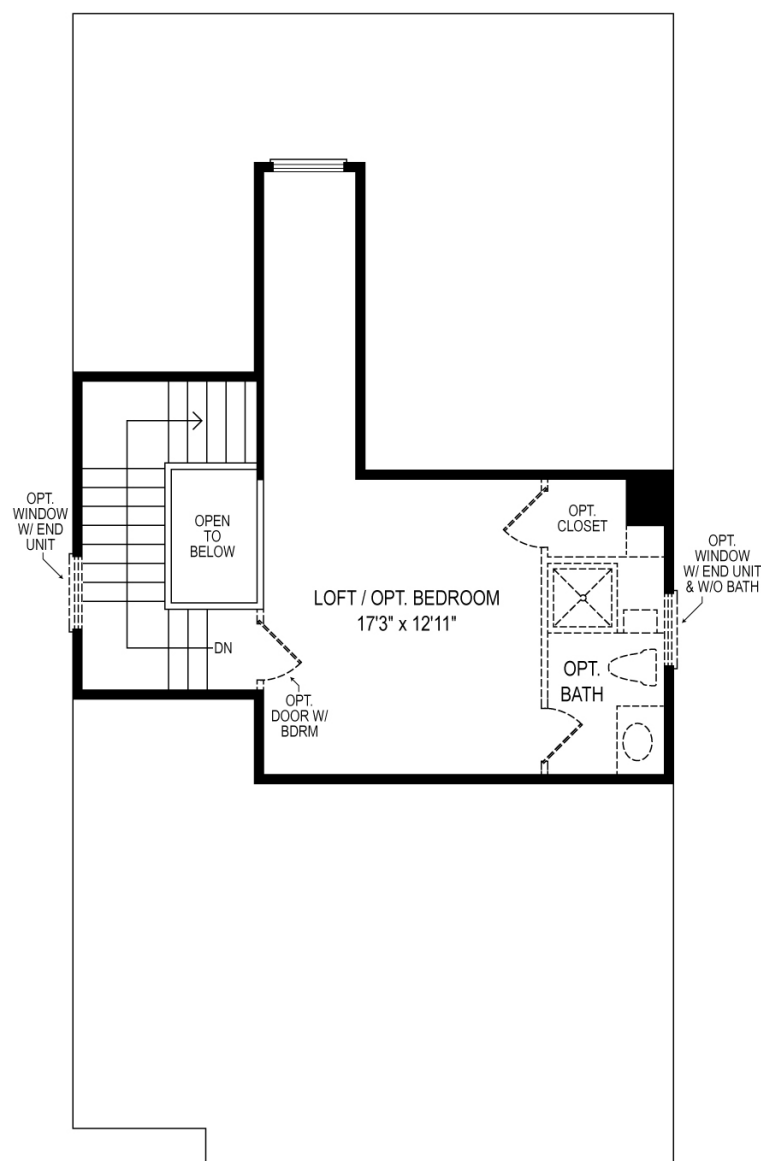 OPT.
WINDOW
W/ END
UNIT
OPEN
TO
BELOW
DN
OPT.
DOOR W/
BDRM
LOFT / OPT. BEDROOM
17'3" x 12'11"
OPT.
CLOSET
OPT.
BATH
OPT.
WINDOW
W/ END UNIT
& W/O BATH